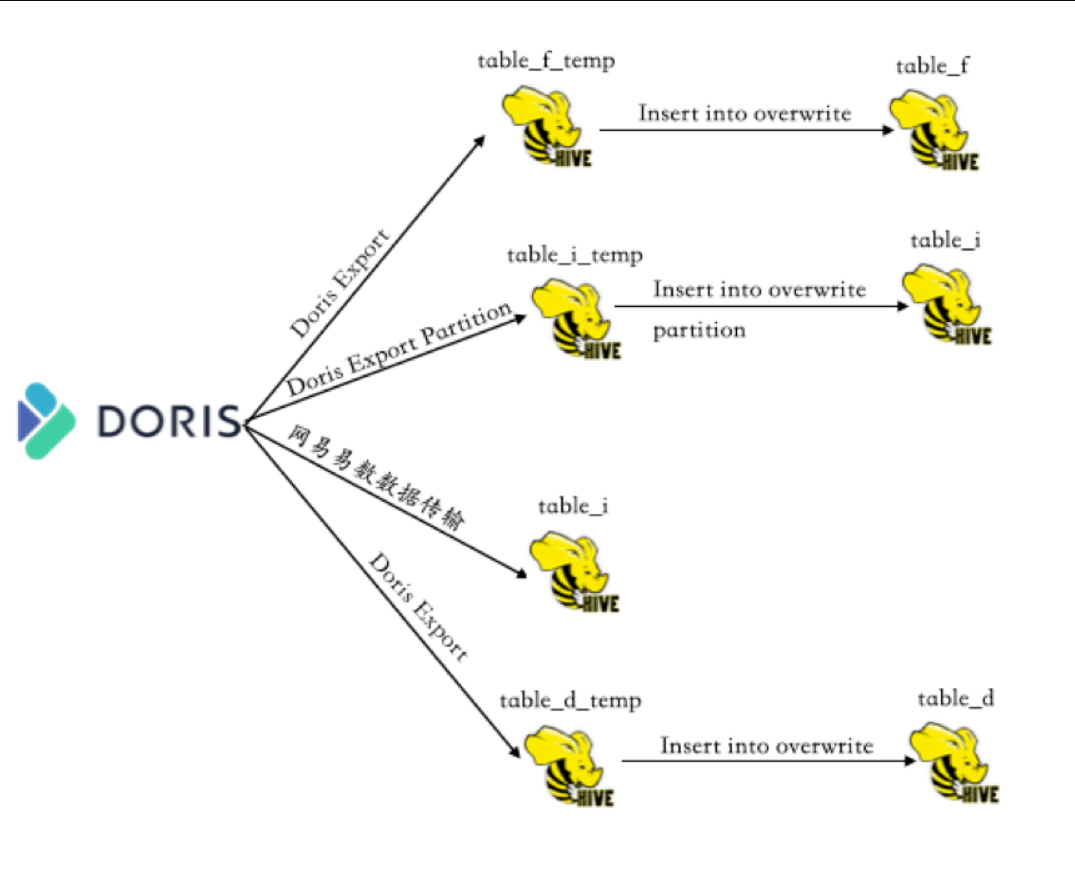 table_f_temp
table_f
Insert into overwrite
HIVE
HIVE
Doris Export
table_i_temp
table_i
Insert into overwrite
partition
HIVE
HIVE
Doris Export Partition
DORIS
网易易数数据传输
table_i
HIVE
Doris Export
table_d_temp
table_d
Insert into overwrite
HIVE
HIVE